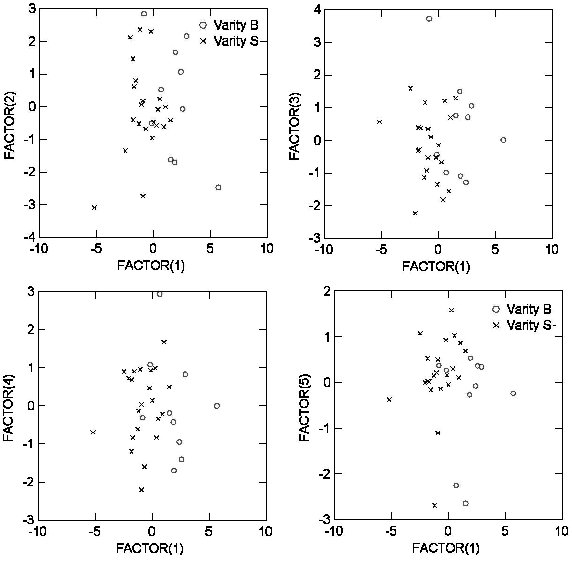 3
2
1
0
-1
-2
-3
-4
FACTOR(2)
-10 -5 0 5 10
FACTOR(1)
Varity B
Varity S
4
3
2
1
0
-1
-2
-3
FACTOR(3)
-10 -5 0 5 10
FACTOR(1)
3
2
1
0
-1
-2
-3
FACTOR(4)
-10 -5 0 5 10
FACTOR(1)
2
1
0
-1
-2
-3
FACTOR(5)
-10 -5 0 5 10
FACTOR(1)
Varity B
Varity S